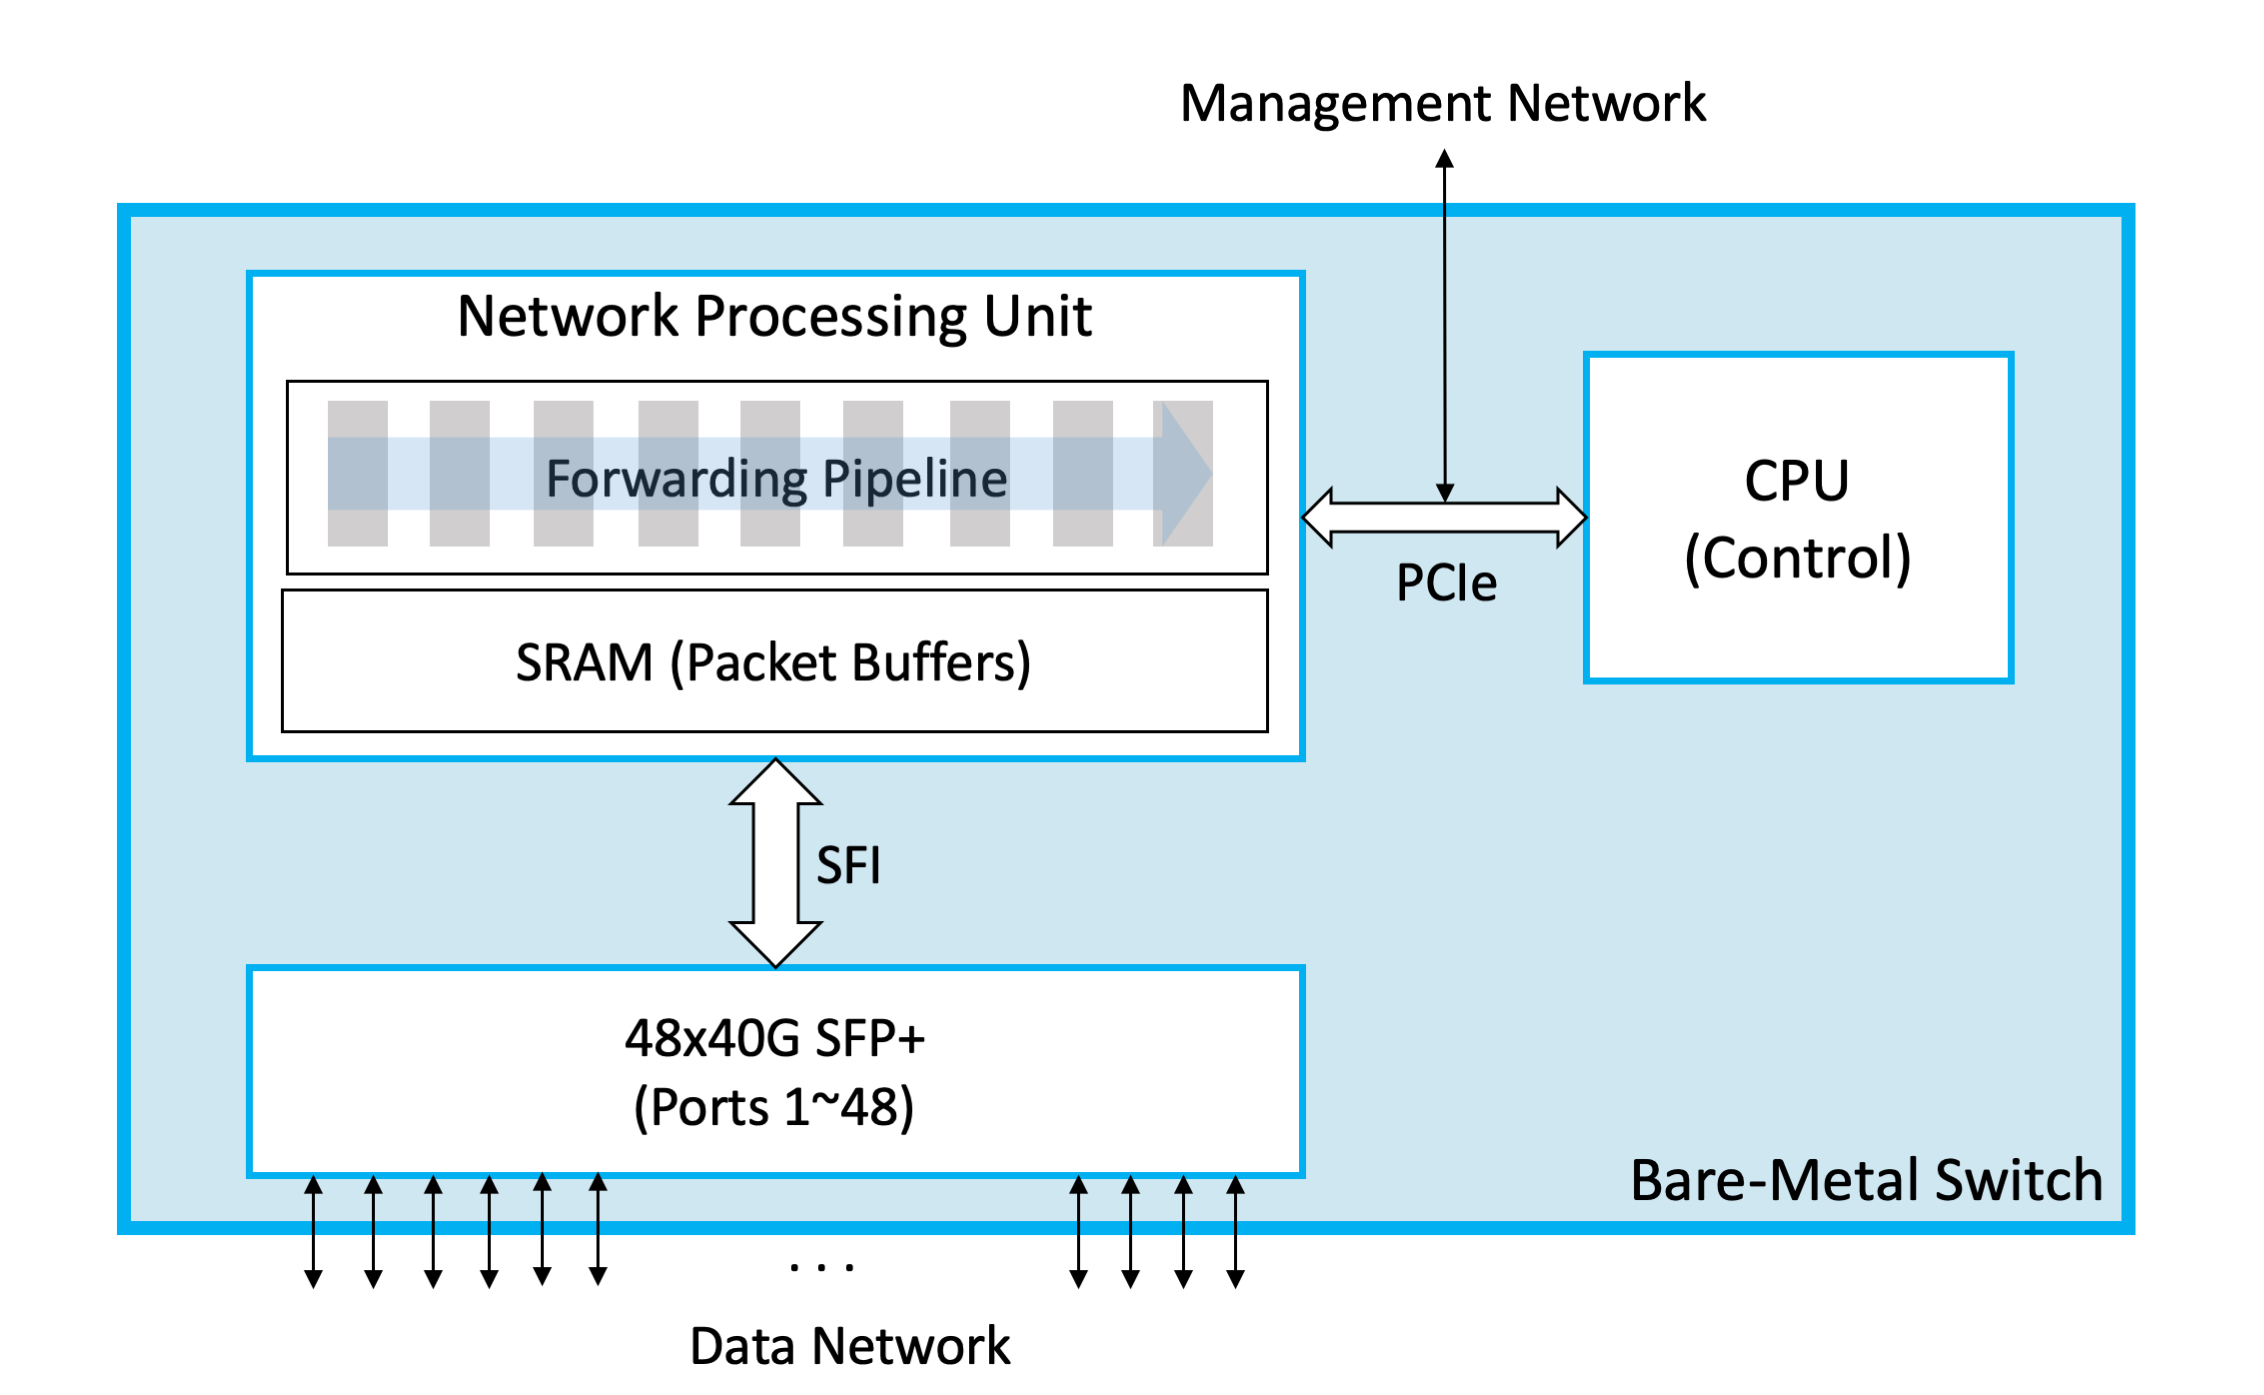 Management Network
Network Processing Unit
Forwarding Pipeline
SRAM (Packet Buffers)
PCIe
CPU
(Control)
SFI
48x40G SFP+
(Ports 1~48)
Bare-Metal Switch
. . .
Data Network